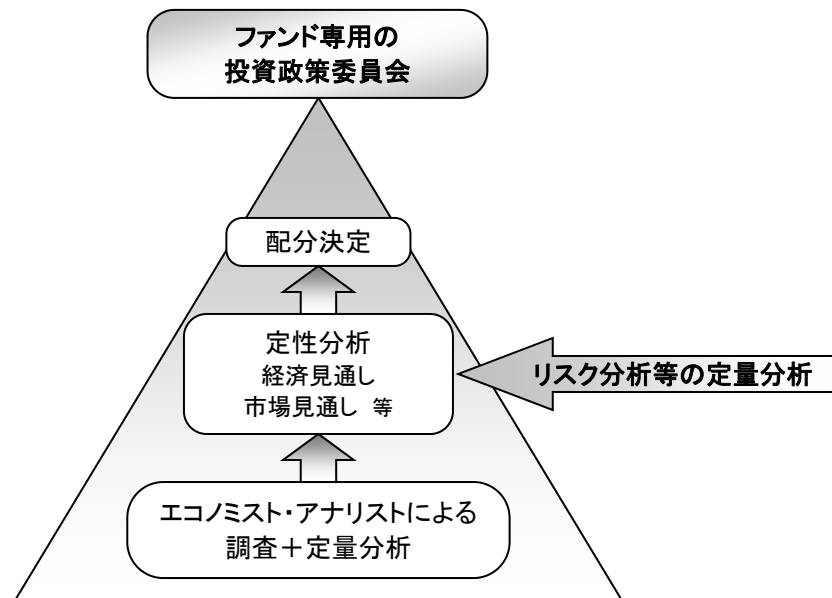 ファンド専用の
投資政策委員会
配分決定
定性分析
経済見通し
市場見通し 等
リスク分析等の定量分析
エコノミスト・アナリストによる
調査＋定量分析